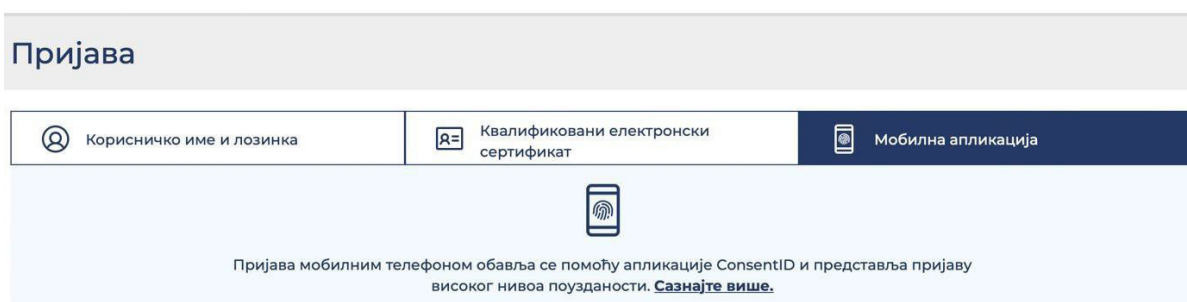 Пријава
Корисничко име и лозинка
Квалификовани електронски
сертификат
Мобилна апликација
Пријава мобилним телефоном обавља се помоћу апликације ConsentID и представља пријаву
високог нивоа поузданости. Сазнајте више.